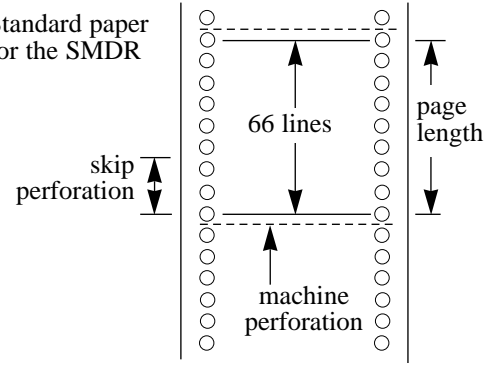 Standard paper
for the SMDR
66 lines
page
length
skip
perforation
machine
perforation